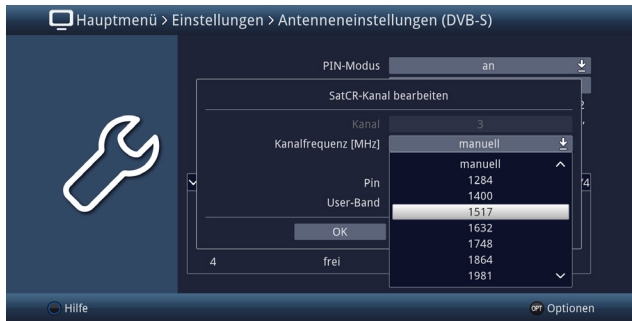 Hauptmenü > Einstellungen > Antenneneinstellungen (DVB-S)
PIN-Modus an
SatCR-Kanal bearbeiten
Kanal 3
Kanalfrequenz [MHz] manuell
manuell
Pin 1284
1400
User-Band
1517
OK 1632
1748
4 frei 1864
1981
Hilfe OPT Optionen